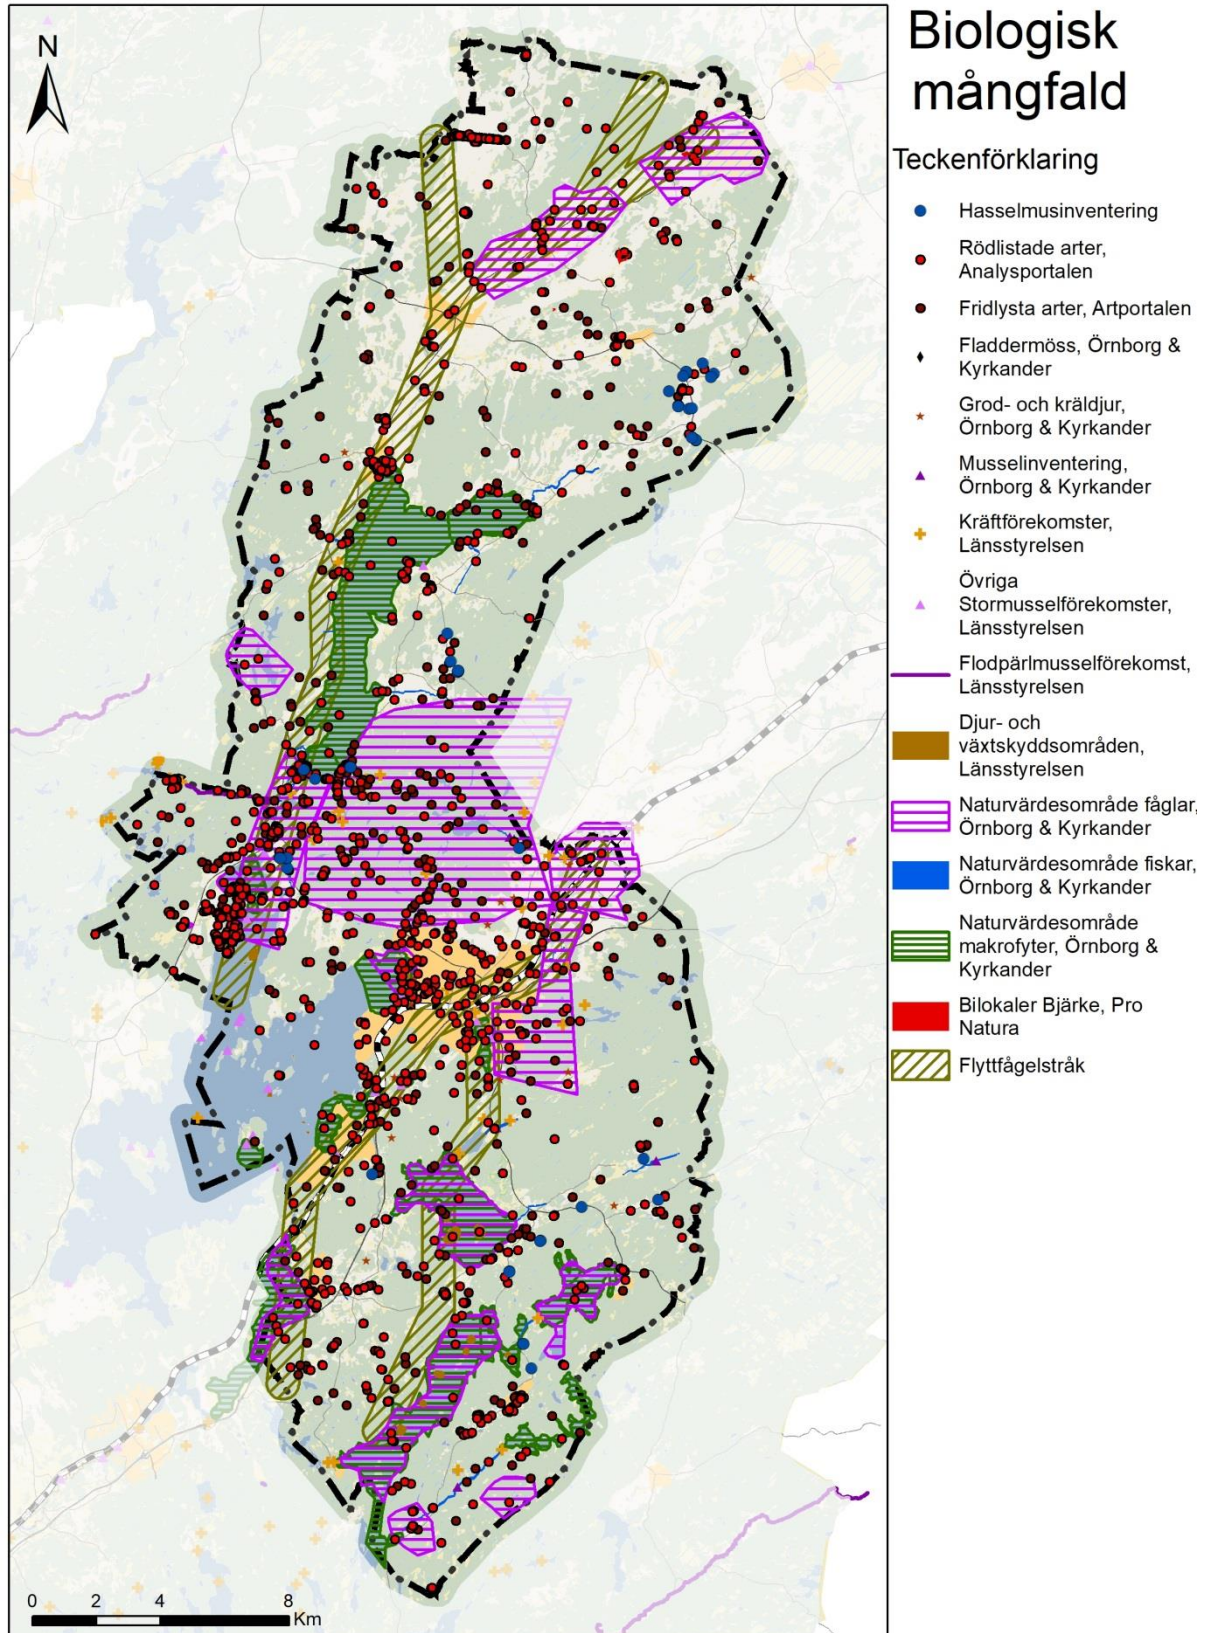 Biologisk
mångfald
N
Teckenförklaring
Hasselmusinventering
Rödlistade arter,
Analysportalen
Fridlysta arter, Artportalen
Fladdermöss, Örnborg &
Kyrkander
Grod- och kräldjur,
Örnborg & Kyrkander
Musselinventering,
Örnborg & Kyrkander
Kräftförekomster,
Länsstyrelsen
Övriga
Stormusselförekomster,
Länsstyrelsen
Flodpärlmusselförekomst,
Länsstyrelsen
Djur- och
växtskyddsområden,
Länsstyrelsen
Naturvärdesområde fåglar,
Örnborg & Kyrkander
Naturvärdesområde fiskar,
Örnborg & Kyrkander
Naturvärdesområde
makrofyter, Örnborg &
Kyrkander
Bilokaler Bjärke, Pro
Natura
Flyttfågelstråk
0 2 4 8
Km